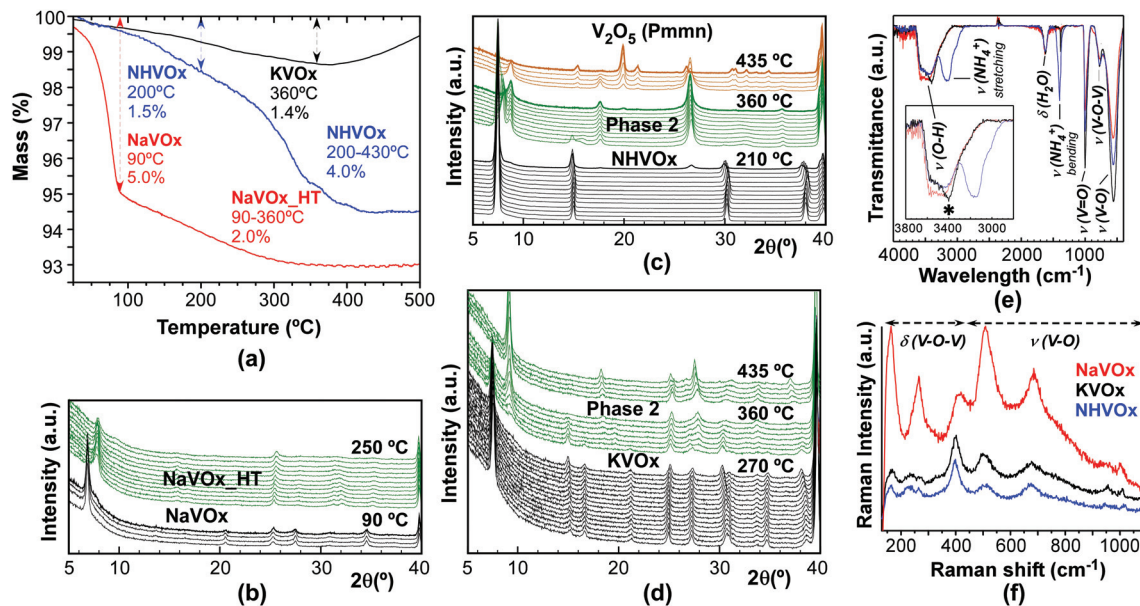 100
99
98
97
96
95
94
93
Mass (%)
NHVOx
200ºC
1.5%
KVOx
360ºC
1.4%
NaVOx
90ºC
5.0%
NHVOx
200-430ºC
4.0%
NaVOx_HT
90-360ºC
2.0%
100 200 300 400 500
Temperature (ºC)
(a)
Intensity (a.u.)
250 ºC
NaVOx_HT
NaVOx
90 ºC
5 10 20 30 40
2θ(º)
(b)
Intensity (a.u.)
V2O5 (Pmmn)
435 ºC
360 ºC
Phase 2
NHVOx
210 ºC
5 10 20 30 40
2θ(º)
(c)
Intensity (a.u.)
435 ºC
Phase 2
360 ºC
KVOx
270 ºC
5 10 20 30 40
2θ(º)
(d)
Transmittance (a.u.)
ν (O-H)
ν (NH4+)
stretching
δ (H2O)
ν (NH4+)
bending
ν (V=O)
ν (V-O-V)
ν (V-O)
*
3800 3400 3000
4000 3000 2000 1000
Wavelength (cm-1)
(e)
Raman Intensity (a.u.)
δ (V-O-V) ν (V-O)
NaVOx
KVOx
NHVOx
200 400 600 800 1000
Raman shift (cm-1)
(f)